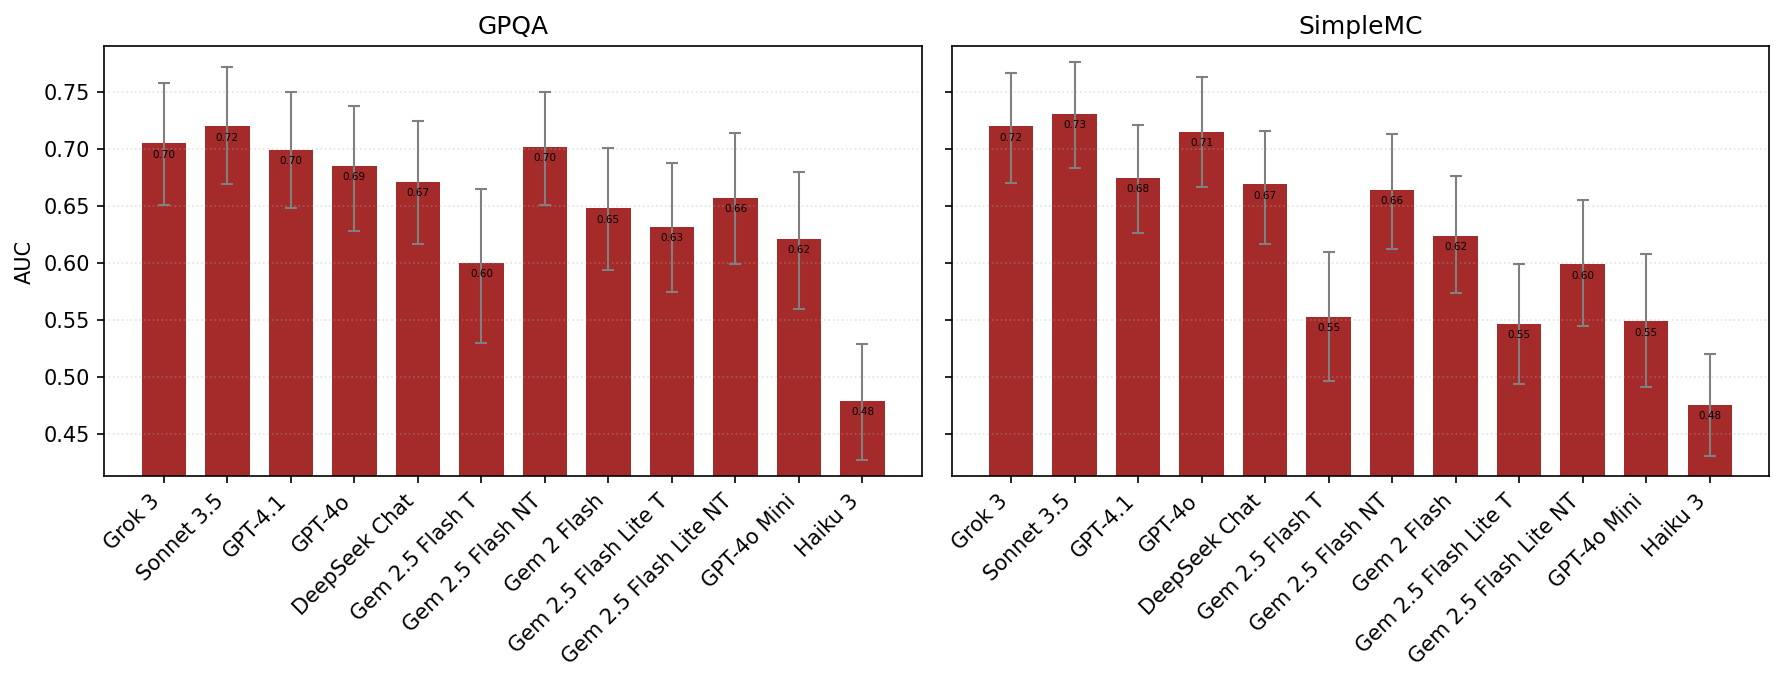 GPQA
SimpleMC
AUC
0.75
0.70
0.65
0.60
0.55
0.50
0.45
0.70
0.72
0.70
0.69
0.67
0.60
0.70
0.65
0.63
0.66
0.62
0.48
0.72
0.73
0.68
0.71
0.67
0.55
0.66
0.62
0.55
0.60
0.55
0.48
Grok 3
Sonnet 3.5
GPT-4.1
GPT-4o
DeepSeek Chat
Gem 2.5 Flash T
Gem 2.5 Flash NT
Gem 2 Flash
Gem 2.5 Flash Lite T
Gem 2.5 Flash Lite NT
GPT-4o Mini
Haiku 3
Grok 3
Sonnet 3.5
GPT-4.1
GPT-4o
DeepSeek Chat
Gem 2.5 Flash T
Gem 2.5 Flash NT
Gem 2 Flash
Gem 2.5 Flash Lite T
Gem 2.5 Flash Lite NT
GPT-4o Mini
Haiku 3